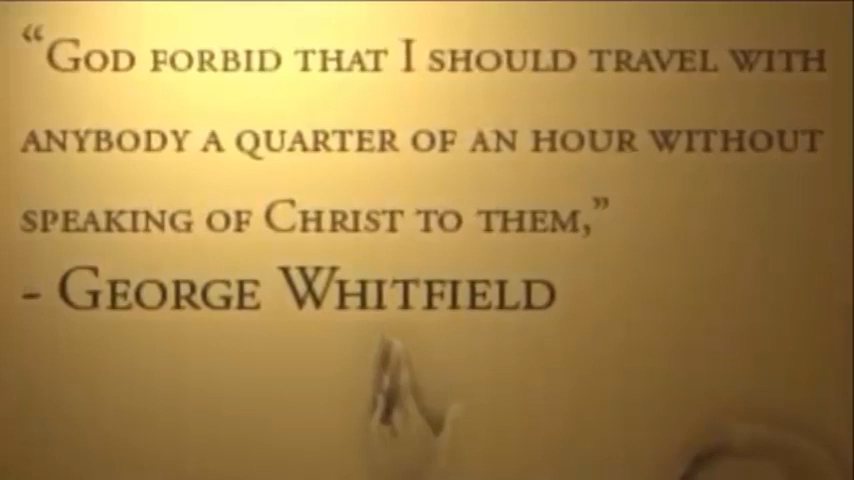 “God forbid that I should travel with
anybody a quarter of an hour without
speaking of Christ to them,”
- George Whitfield